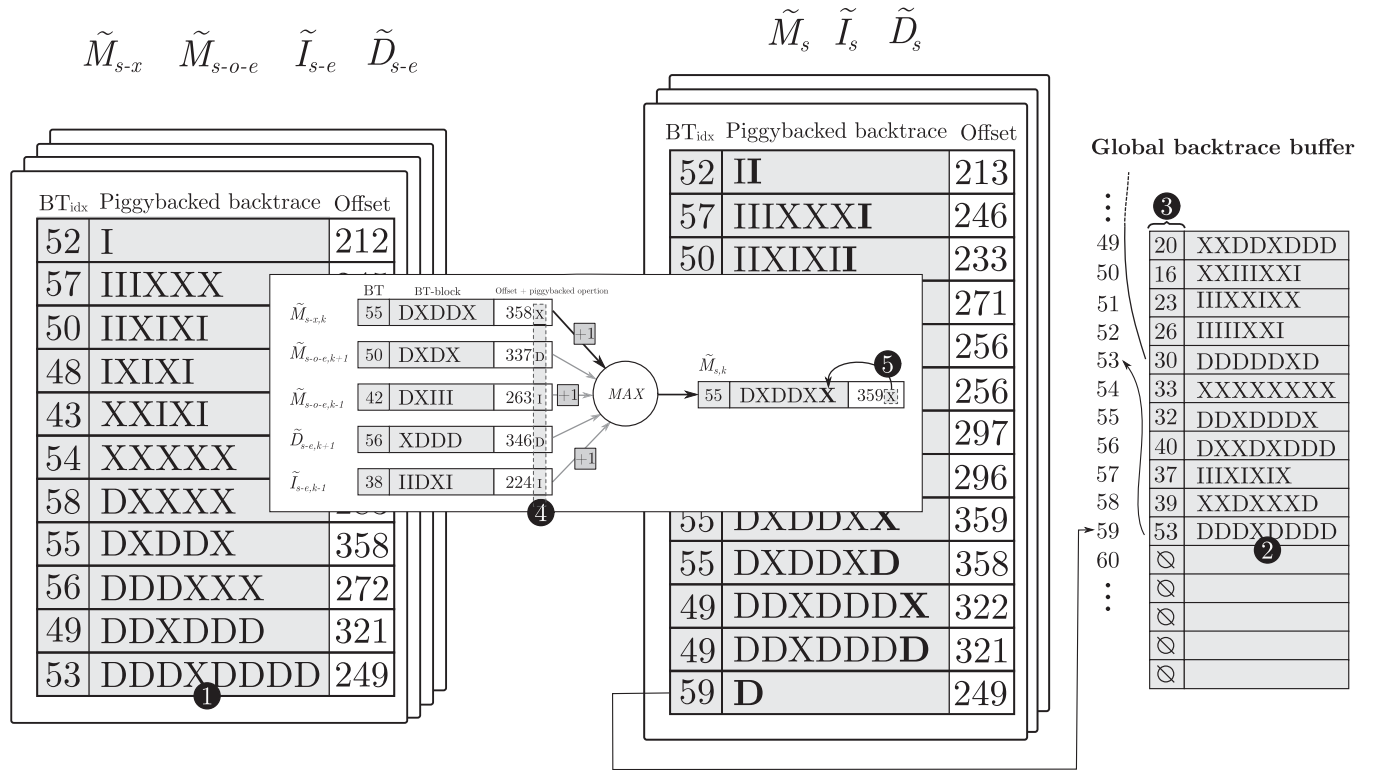 M̃s-x M̃s-o-e Ĩs-e D̃s-e
BTidx Piggybacked backtrace Offset
52 I 212
57 IIIXXX
50 IIXIXI
48 IXIXI
43 XXIXI
54 XXXXX
58 DXXXX
55 DXDDX 358
56 DDDXXX 272
49 DDXDDD 321
53 DDDXDDDD 249
1
BT BT-block Offset + piggybacked opertion
M̃s-x,k 55 DXDDX 358 X
M̃s-o-e,k+1 50 DXDX 337 D
M̃s-o-e,k-1 42 DXIII 263 I
D̃s-e,k+1 56 XDDD 346 D
Ĩs-e,k-1 38 IIDXI 224 I
4
+1
+1
+1
MAX
M̃s,k
55 DXDDXX 359 X
5
M̃s Ĩs D̃s
BTidx Piggybacked backtrace Offset
52 II 213
57 IIIXXXI 246
50 IIXIXII 233
271
256
256
297
296
55 DXDDXX 359
55 DXDDXD 358
49 DDXDDDX 322
49 DDXDDDD 321
59 D 249
Global backtrace buffer
3
49 20 XXDDXDDD
50 16 XXIIIXXI
51 23 IIIXXIXX
52 26 IIIIIXXI
53 30 DDDDDDXD
54 33 XXXXXXXX
55 32 DDXDDDDX
56 40 DXXDXDDD
57 37 IIIXIXIX
58 39 XXDXXXD
59 53 DDDXDDDD
2
60 ∅
∅
∅
∅
∅